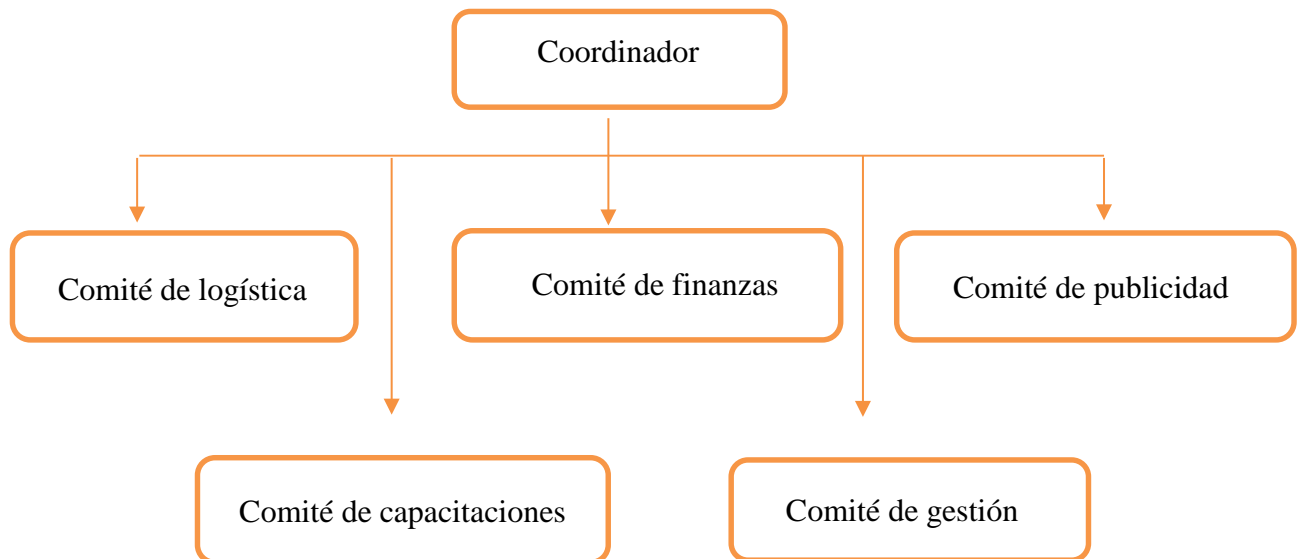 Coordinador
Comité de logística
Comité de finanzas
Comité de publicidad
Comité de capacitaciones
Comité de gestión